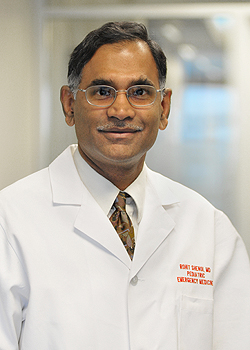 ROHIT SHENOI, MD
PEDIATRIC
EMERGENCY MEDICINE